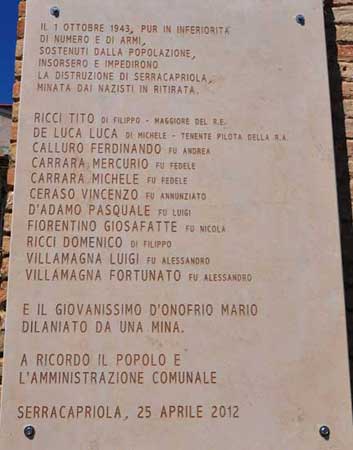 IL 1 OTTOBRE 1943, PUR IN INFERIORITÀ
DI NUMERO E DI ARMI,
SOSTENUTI DALLA POPOLAZIONE,
INSORSERO E IMPEDIRONO
LA DISTRUZIONE DI SERRACAPRIOLA,
MINATA DAI NAZISTI IN RITIRATA.
RICCI TITO DI FILIPPO - MAGGIORE DEL R.E.
DE LUCA LUCA DI MICHELE - TENENTE PILOTA DELLA R.A.
CALLURO FERDINANDO FU ANDREA
CARRARA MERCURIO FU FEDELE
CARRARA MICHELE FU FEDELE
CERASO VINCENZO FU ANNUNZIATO
D'ADAMO PASQUALE FU LUIGI
FIORENTINO GIOSAFATTE FU NICOLA
RICCI DOMENICO DI FILIPPO
VILLAMAGNA LUIGI FU ALESSANDRO
VILLAMAGNA FORTUNATO FU ALESSANDRO
E IL GIOVANISSIMO D'ONOFRIO MARIO
DILANIATO DA UNA MINA.
A RICORDO IL POPOLO E
L'AMMINISTRAZIONE COMUNALE
SERRACAPRIOLA, 25 APRILE 2012